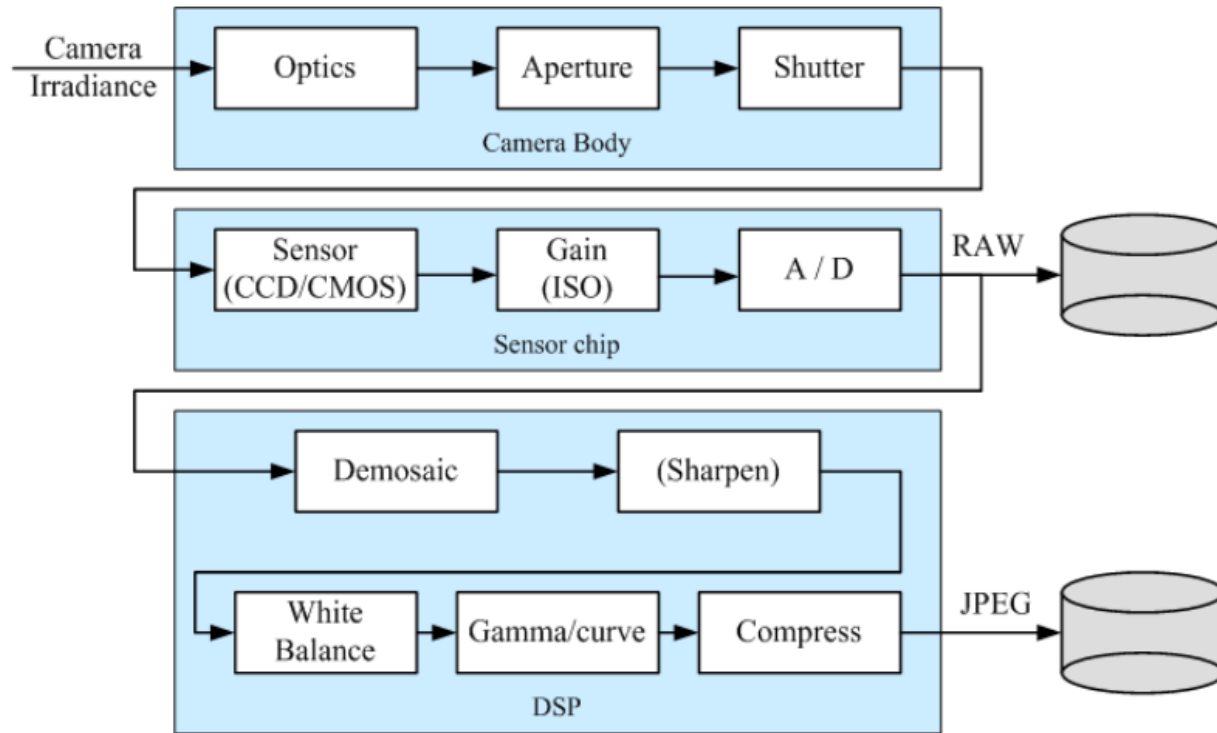 Camera
Irradiance
Optics
Aperture
Shutter
Camera Body
Sensor
(CCD/CMOS)
Gain
(ISO)
A / D
RAW
Sensor chip
Demosaic
(Sharpen)
White
Balance
Gamma/curve
Compress
JPEG
DSP